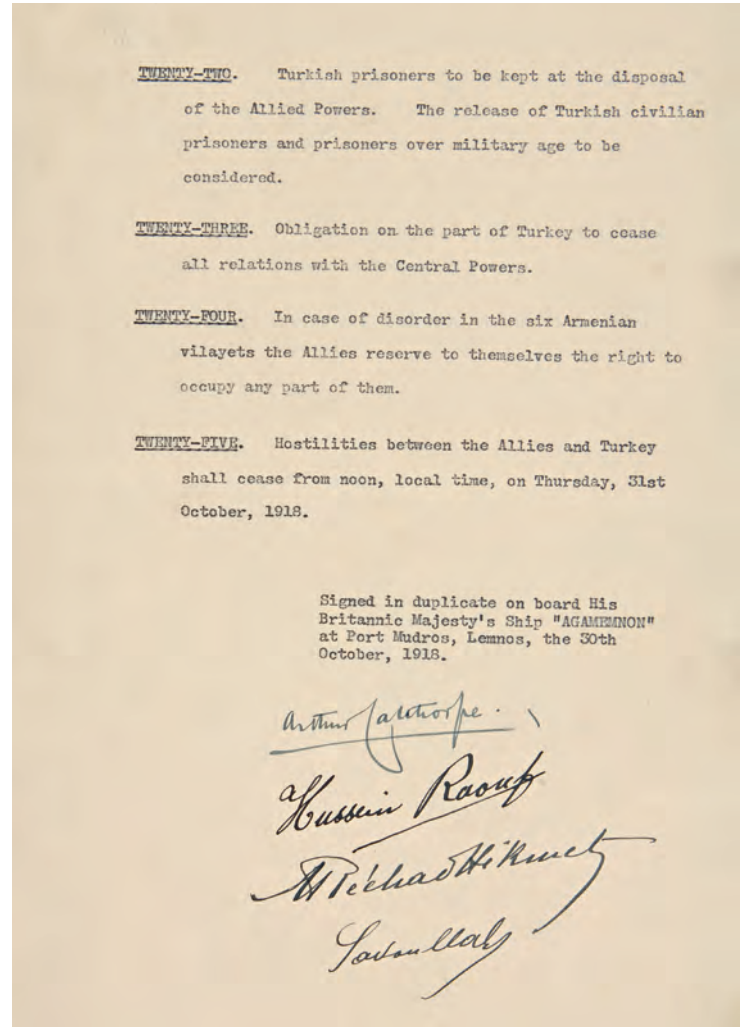 TWENTY-TWO. Turkish prisoners to be kept at the disposal
of the Allied Powers. The release of Turkish civilian
prisoners and prisoners over military age to be
considered.
TWENTY-THREE. Obligation on the part of Turkey to cease
all relations with the Central Powers.
TWENTY-FOUR. In case of disorder in the six Armenian
vilayets the Allies reserve to themselves the right to
occupy any part of them.
TWENTY-FIVE. Hostilities between the Allies and Turkey
shall cease from noon, local time, on Thursday, 31st
October, 1918.
Signed in duplicate on board His
Britannic Majesty's Ship "AGAMEMNON"
at Port Mudros, Lemnos, the 30th
October, 1918.
Arthur Calthorpe.
Hussein Raouf
Réchad Hikmet
Sadoullah